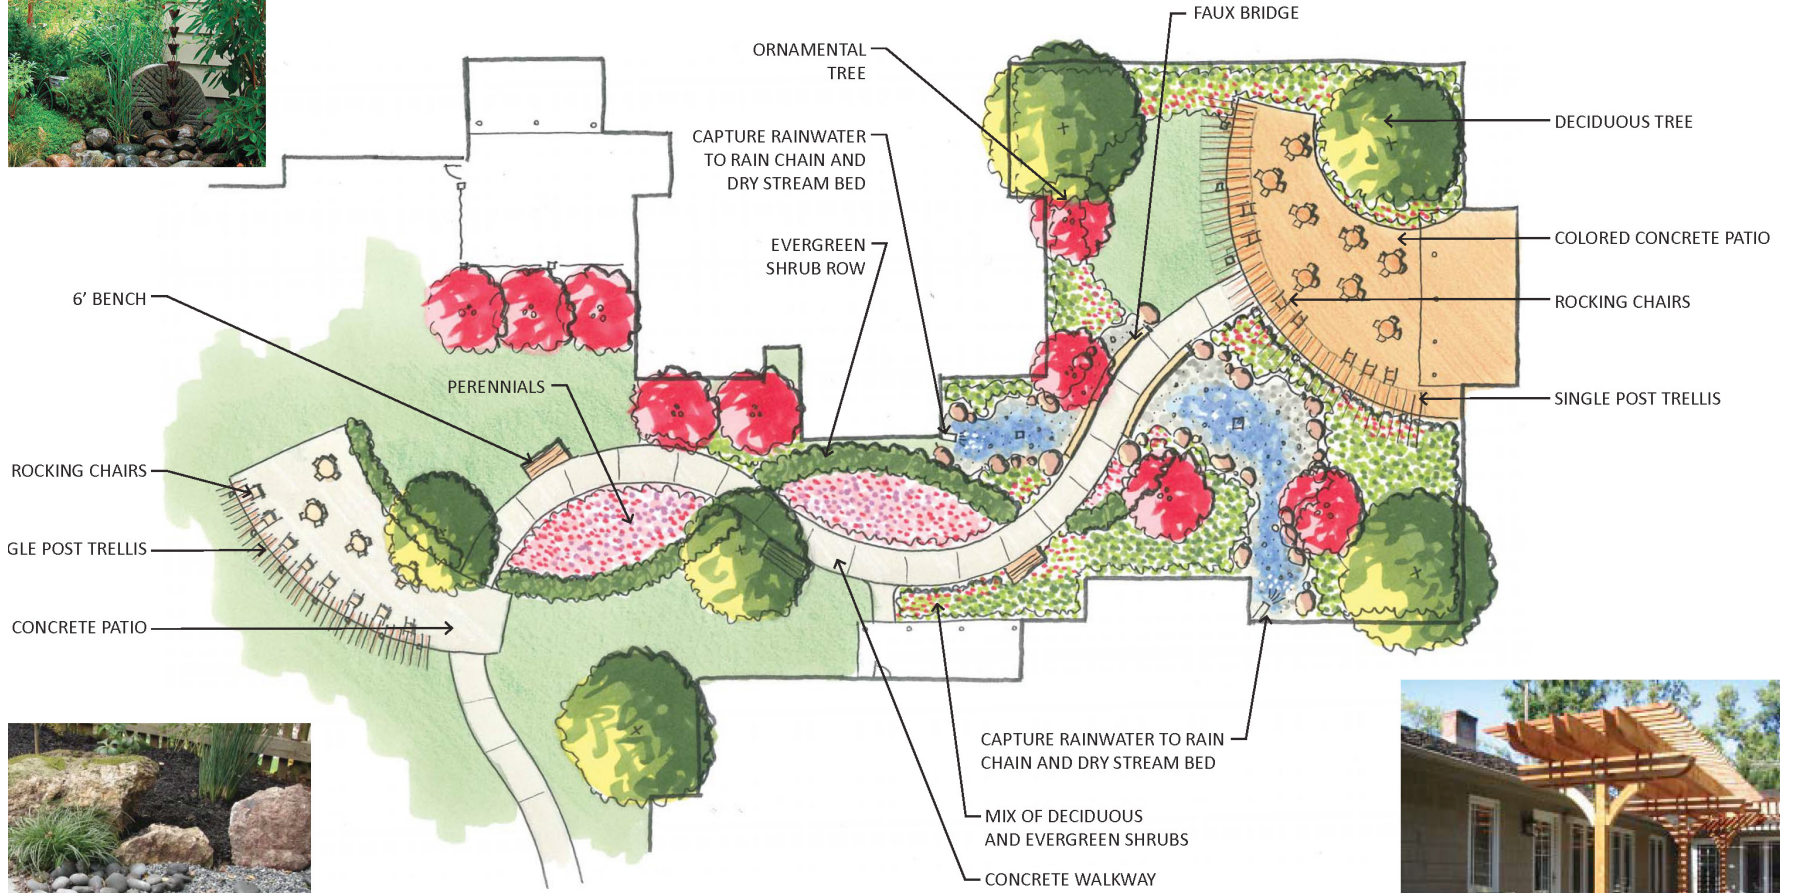 FAUX BRIDGE
ORNAMENTAL
TREE
CAPTURE RAINWATER
TO RAIN CHAIN AND
DRY STREAM BED
EVERGREEN
SHRUB ROW
6’ BENCH
PERENNIALS
ROCKING CHAIRS
GLE POST TRELLIS
CONCRETE PATIO
DECIDUOUS TREE
COLORED CONCRETE PATIO
ROCKING CHAIRS
SINGLE POST TRELLIS
CAPTURE RAINWATER TO RAIN
CHAIN AND DRY STREAM BED
MIX OF DECIDUOUS
AND EVERGREEN SHRUBS
CONCRETE WALKWAY